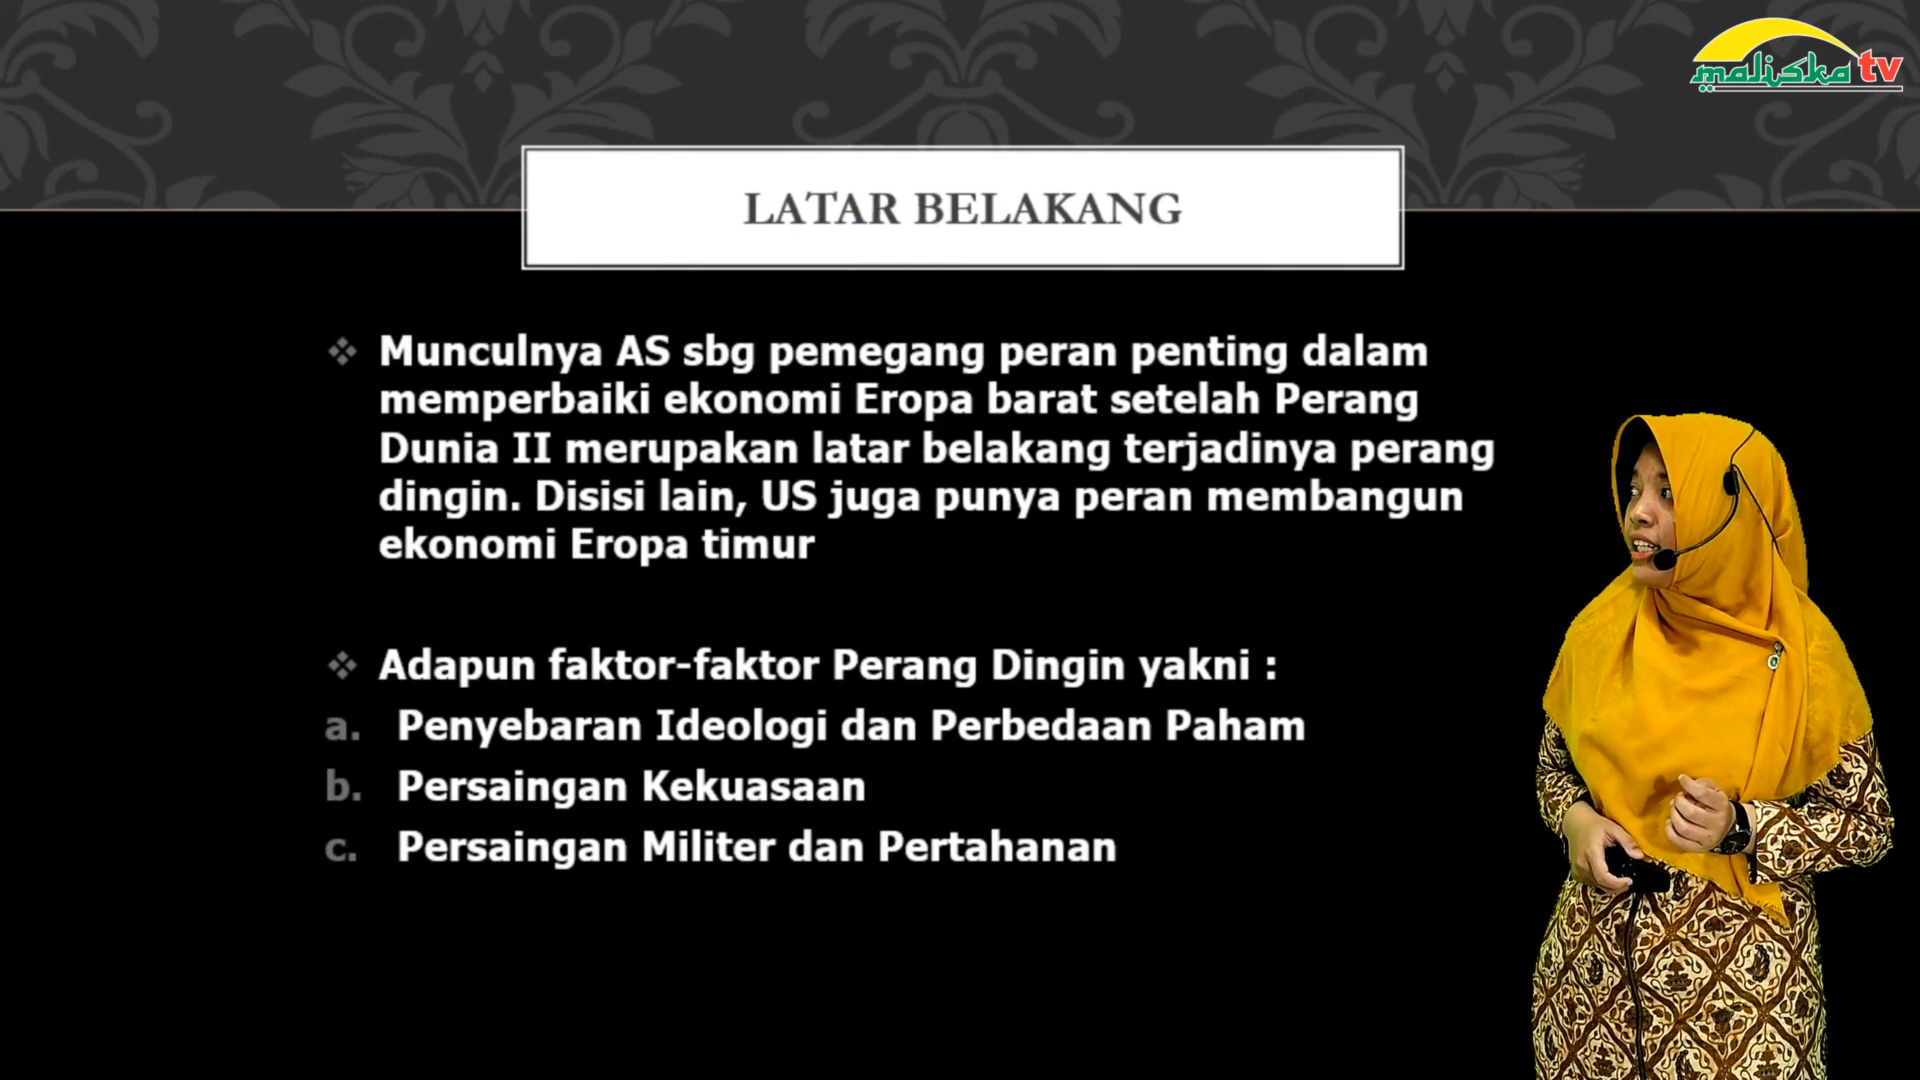 maliska tv
LATAR BELAKANG
Munculnya AS sbg pemegang peran penting dalam
memperbaiki ekonomi Eropa barat setelah Perang
Dunia II merupakan latar belakang terjadinya perang
dingin. Disisi lain, US juga punya peran membangun
ekonomi Eropa timur
Adapun faktor-faktor Perang Dingin yakni :
a. Penyebaran Ideologi dan Perbedaan Paham
b. Persaingan Kekuasaan
c. Persaingan Militer dan Pertahanan